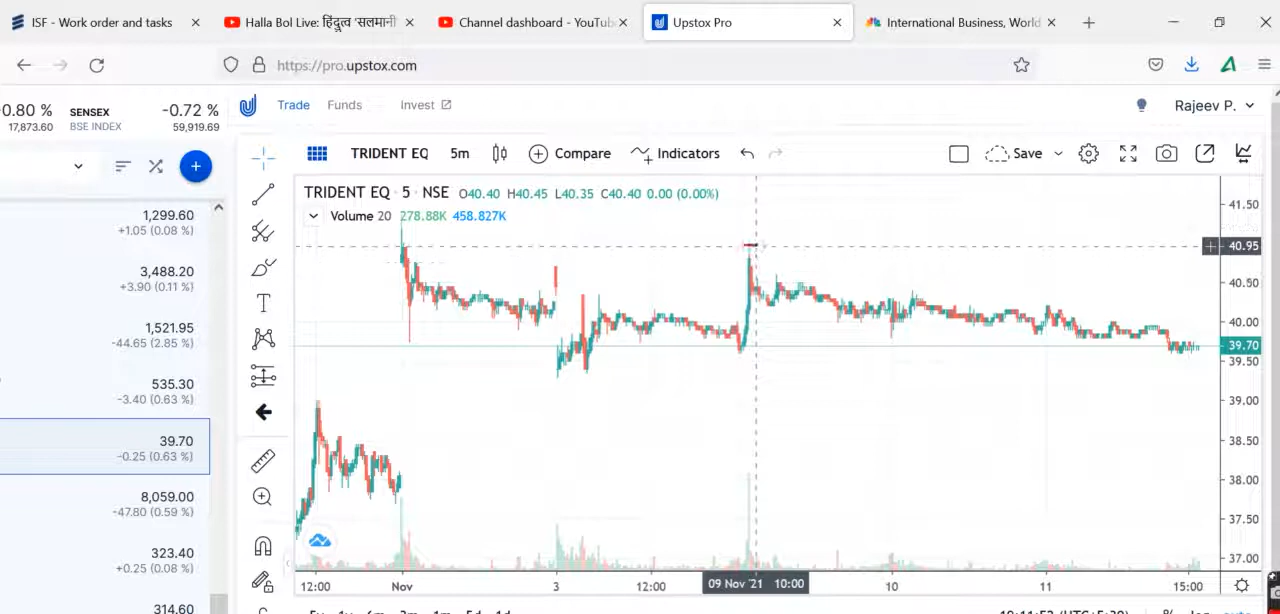 ISF - Work order and tasks
Halla Bol Live: हिंदुत्व 'सलमानी
Channel dashboard - YouTub
Upstox Pro
International Business, World
https://pro.upstox.com
0.80 %
17,873.60
SENSEX
BSE INDEX
-0.72 %
59,919.69
Trade
Funds
Invest
Rajeev P.
TRIDENT EQ
5m
Compare
Indicators
Save
1,299.60
+1.05 (0.08 %)
3,488.20
+3.90 (0.11 %)
1,521.95
-44.65 (2.85 %)
535.30
-3.40 (0.63 %)
39.70
-0.25 (0.63 %)
8,059.00
-47.80 (0.59 %)
323.40
+0.25 (0.08 %)
314.60
TRIDENT EQ · 5 · NSE O40.40 H40.45 L40.35 C40.40 0.00 (0.00%)
Volume 20 278.88K 458.827K
41.50
40.95
40.50
40.00
39.70
39.50
39.00
38.50
38.00
37.50
37.00
12:00
Nov
3
12:00
09 Nov '21 10:00
10
11
15:00